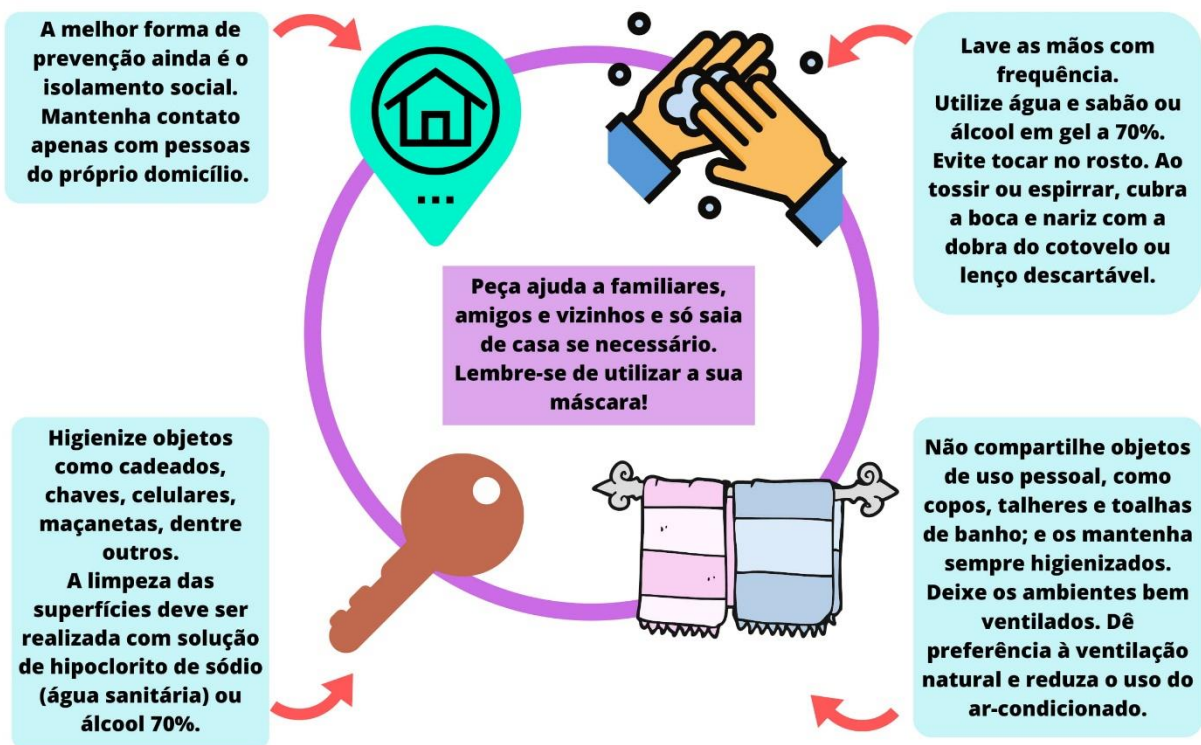 A melhor forma de
prevenção ainda é o
isolamento social.
Mantenha contato
apenas com pessoas
do próprio domicílio.
Lave as mãos com
frequência.
Utilize água e sabão ou
álcool em gel a 70%.
Evite tocar no rosto. Ao
tossir ou espirrar, cubra
a boca e nariz com a
dobra do cotovelo ou
lenço descartável.
Peça ajuda a familiares,
amigos e vizinhos e só saia
de casa se necessário.
Lembre-se de utilizar a sua
máscara!
Higienize objetos
como cadeados,
chaves, celulares,
maçanetas, dentre
outros.
A limpeza das
superfícies deve ser
realizada com solução
de hipoclorito de sódio
(água sanitária) ou
álcool 70%.
Não compartilhe objetos
de uso pessoal, como
copos, talheres e toalhas
de banho; e os mantenha
sempre higienizados.
Deixe os ambientes bem
ventilados. Dê
preferência à ventilação
natural e reduza o uso do
ar-condicionado.